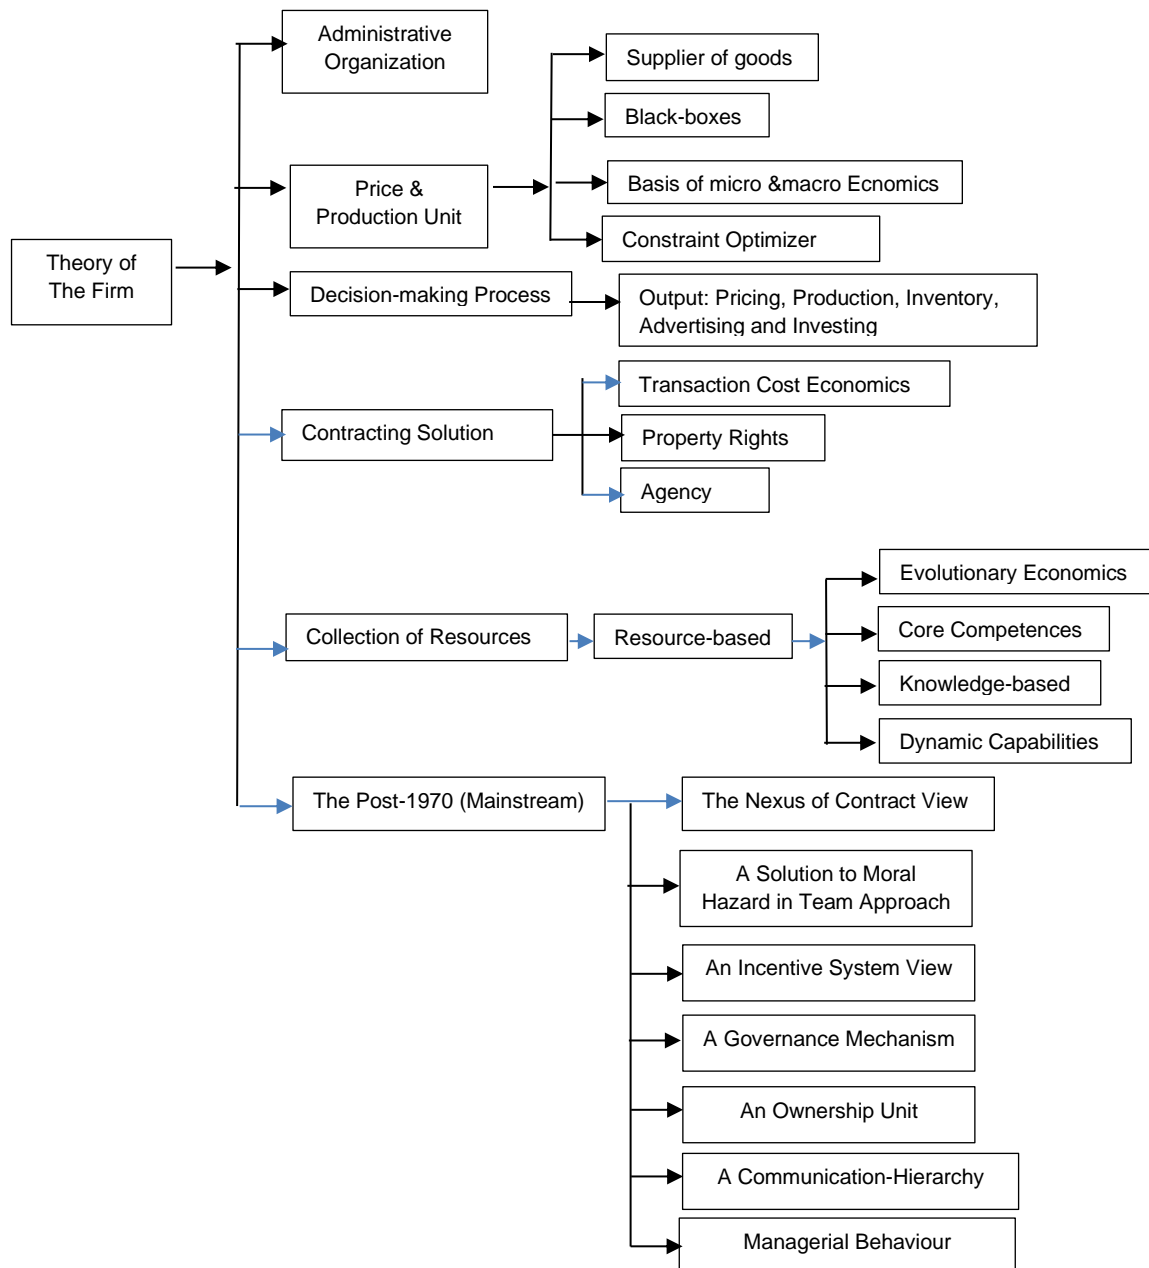 Theory of
The Firm
Administrative
Organization
Price &
Production Unit
Supplier of goods
Black-boxes
Basis of micro &macro Ecnomics
Constraint Optimizer
Decision-making Process
Output: Pricing, Production, Inventory,
Advertising and Investing
Contracting Solution
Transaction Cost Economics
Property Rights
Agency
Collection of Resources
Resource-based
Evolutionary Economics
Core Competences
Knowledge-based
Dynamic Capabilities
The Post-1970 (Mainstream)
The Nexus of Contract View
A Solution to Moral
Hazard in Team Approach
An Incentive System View
A Governance Mechanism
An Ownership Unit
A Communication-Hierarchy
Managerial Behaviour